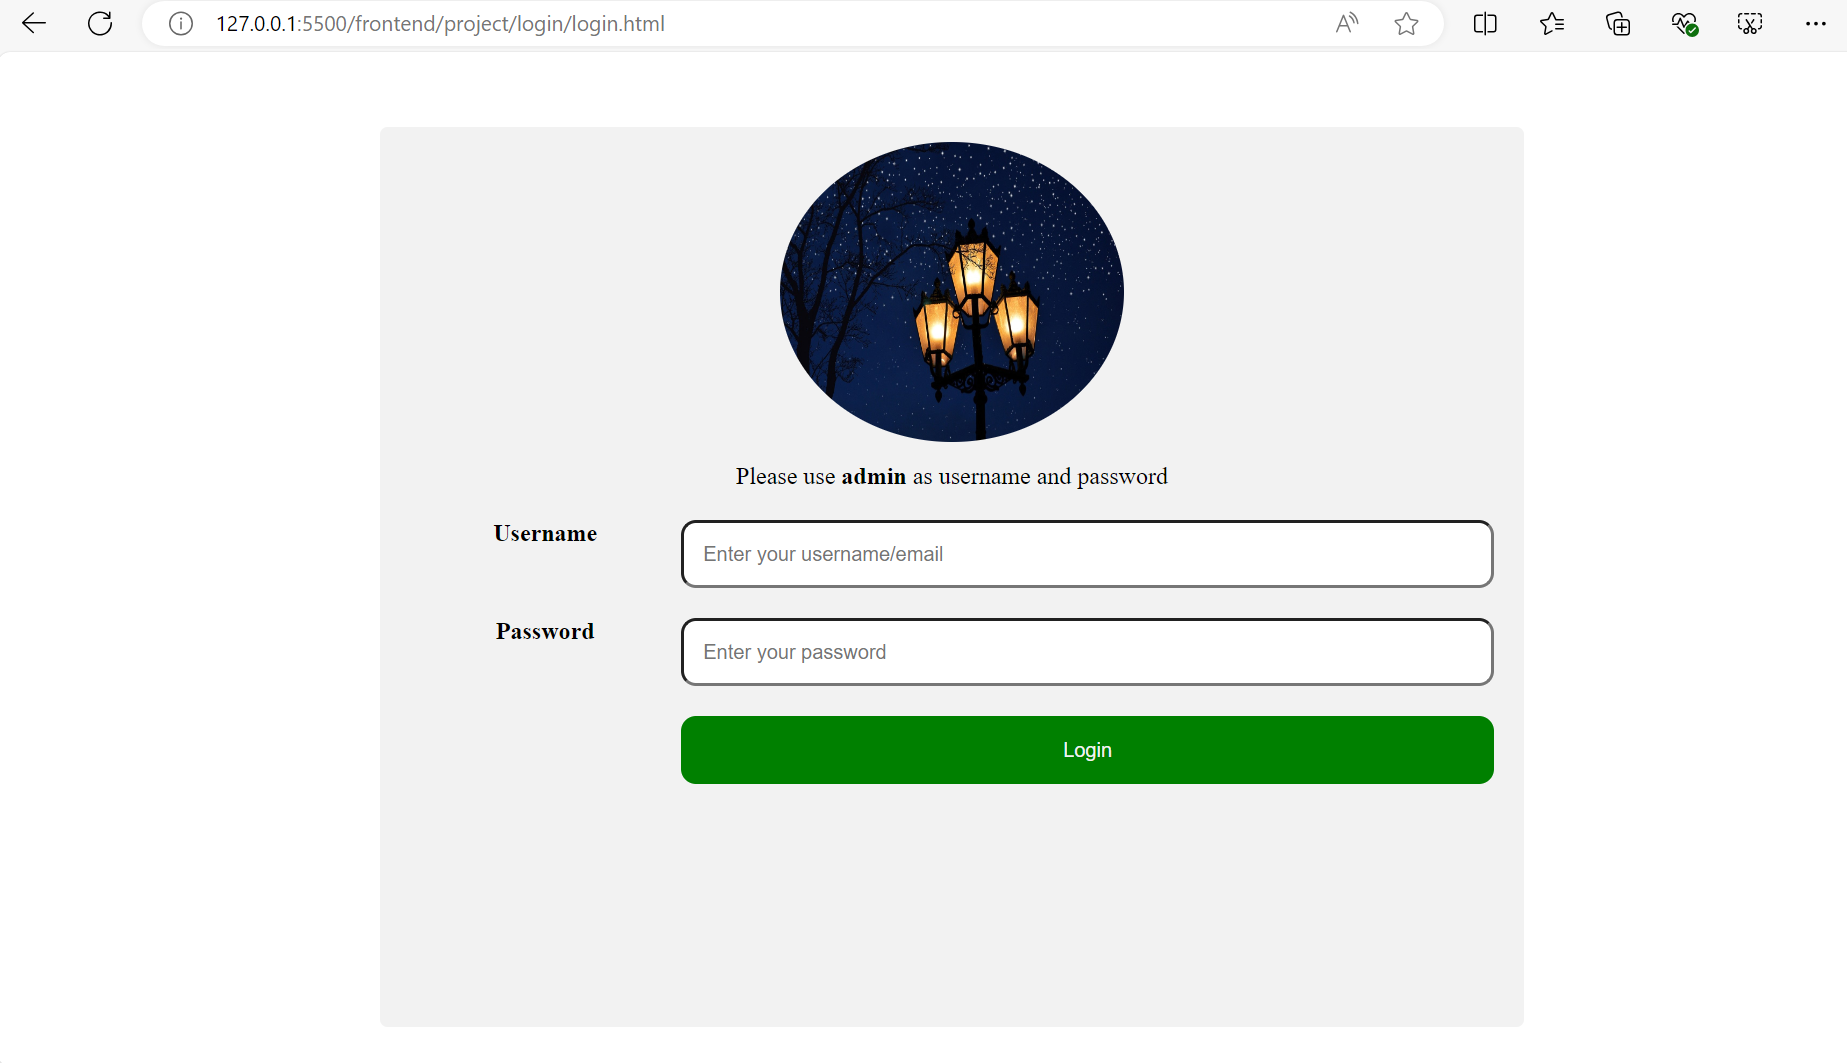 127.0.0.1:5500/frontend/project/login/login.html
Please use admin as username and password
Username
Enter your username/email
Password
Enter your password
Login